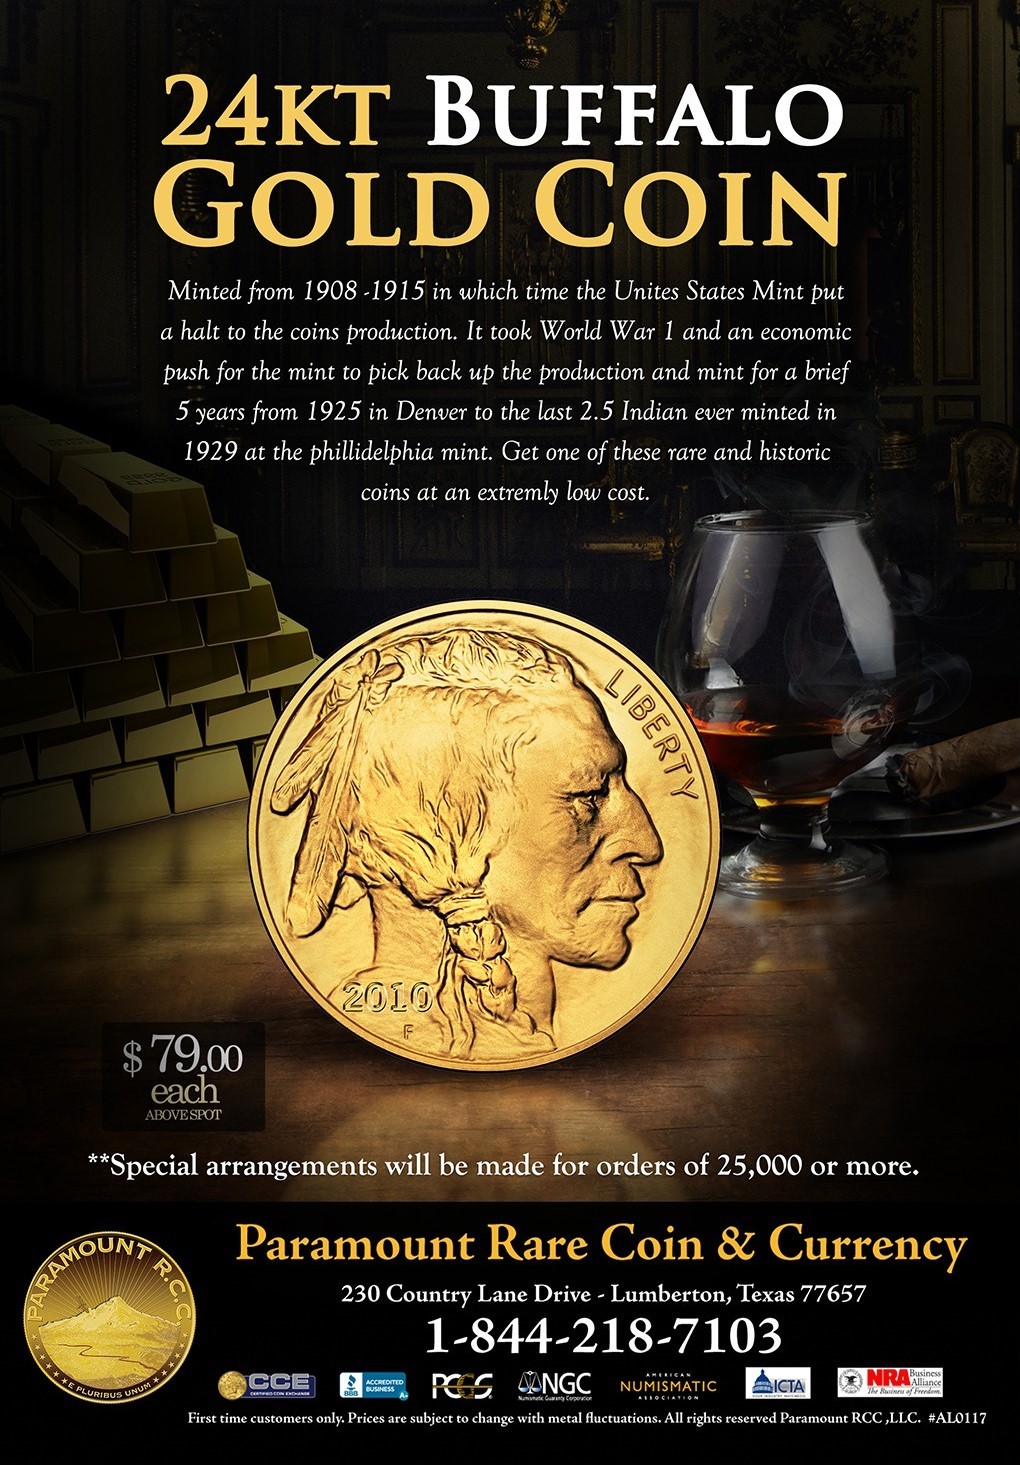 24KT BUFFALO
GOLD COIN
Minted from 1908 -1915 in which time the Unites States Mint put
a halt to the coins production. It took World War 1 and an economic
push for the mint to pick back up the production and mint for a brief
5 years from 1925 in Denver to the last 2.5 Indian ever minted in
1929 at the phillidelphia mint. Get one of these rare and historic
coins at an extremly low cost.
LIBERTY
2010
F
$ 79.00
each
ABOVE SPOT
**Special arrangements will be made for orders of 25,000 or more.
PARAMOUNT R.C.C.
E PLURIBUS UNUM
Paramount Rare Coin & Currency
230 Country Lane Drive - Lumberton, Texas 77657
1-844-218-7103
CCE
CERTIFIED COIN EXCHANGE
BBB
ACCREDITED
BUSINESS
A+
PCGS
NGC
Numismatic Guaranty Corporation
AMERICAN
NUMISMATIC
ASSOCIATION
ICTA
NRA Business
Alliance
The Business of Freedom.
First time customers only. Prices are subject to change with metal fluctuations. All rights reserved Paramount RCC ,LLC. #AL0117